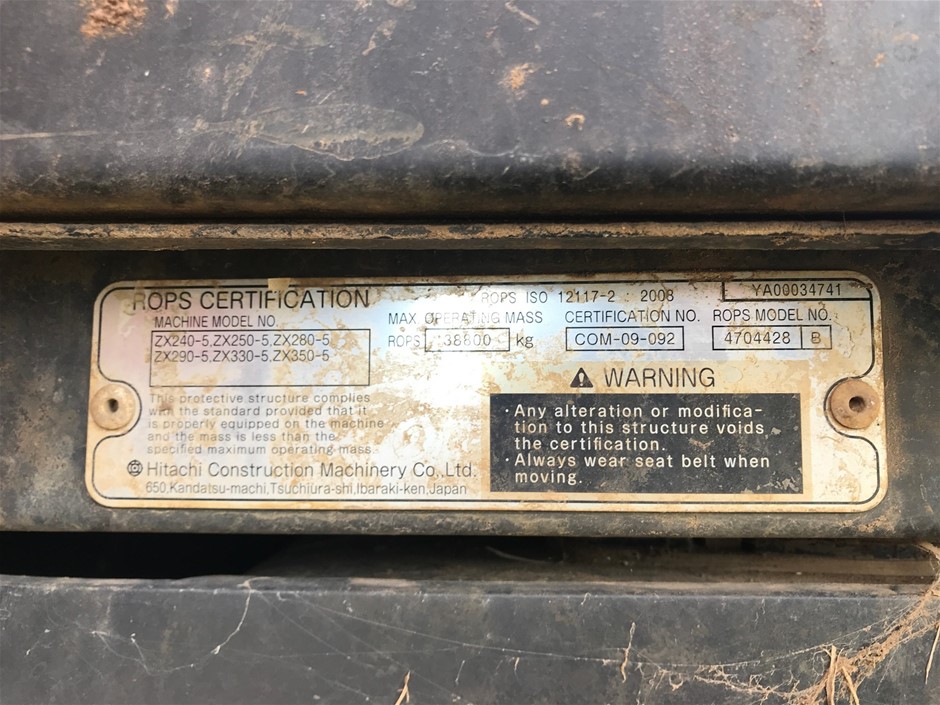 ROPS CERTIFICATION
ROPS ISO 12117-2 : 2008
YA00034741
MACHINE MODEL NO.
ZX240-5,ZX250-5,ZX280-5
ZX290-5,ZX330-5,ZX350-5
MAX OPERATING MASS
ROPS 38800 kg
CERTIFICATION NO.
COM-09-092
ROPS MODEL NO.
4704428 B
This protective structure complies
with the standard provided that it
is properly equipped on the machine
and the mass is less than the
specified maximum operating mass.
Hitachi Construction Machinery Co., Ltd.
650,Kandatsu-machi,Tsuchiura-shi,Ibaraki-ken,Japan
WARNING
・Any alteration or modifica-
tion to this structure voids
the certification.
・Always wear seat belt when
moving.